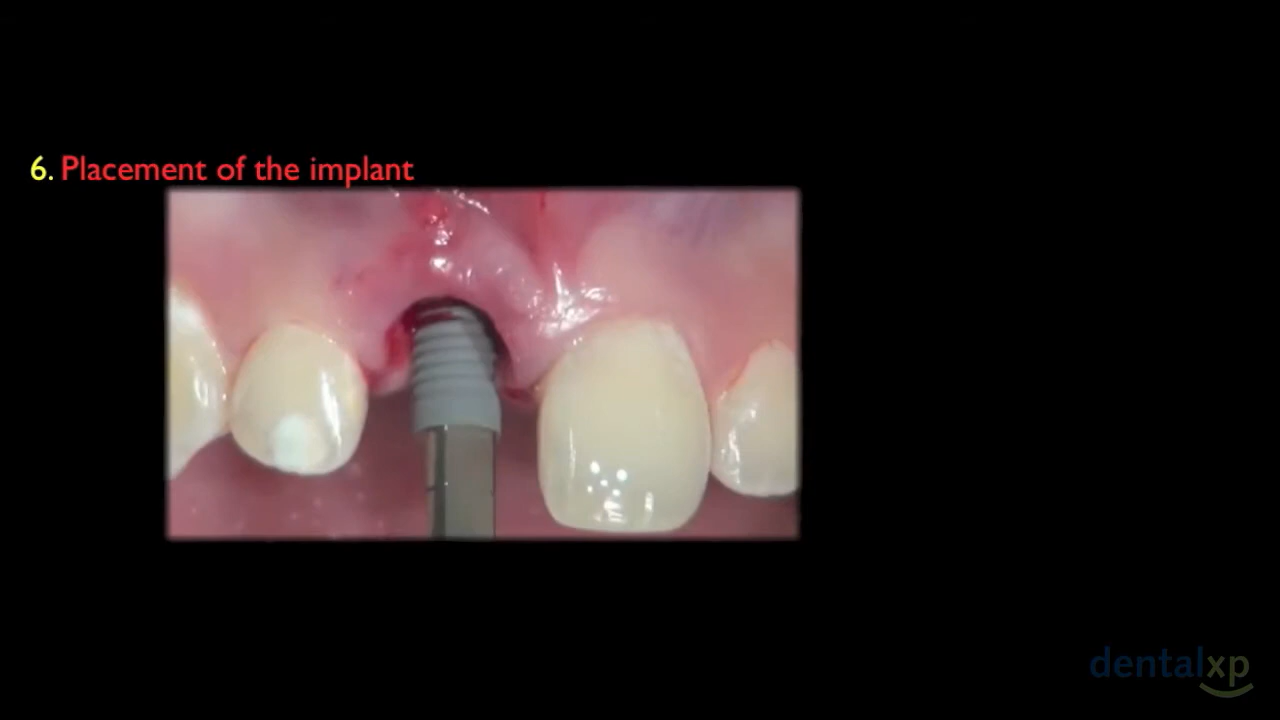 6. Placement of the implant
dentalxp